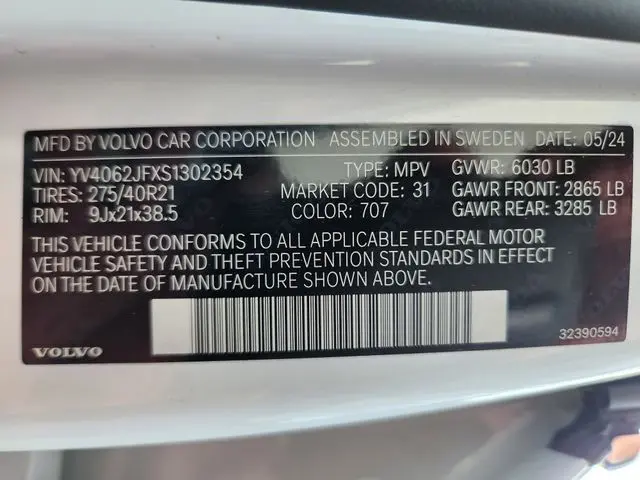 MFD BY VOLVO CAR CORPORATION ASSEMBLED IN SWEDEN DATE: 05/24
VIN: YV4062JFXS1302354 TYPE: MPV GVWR: 6030 LB
TIRES: 275/40R21 MARKET CODE: 31 GAWR FRONT: 2865 LB
RIM: 9Jx21x38.5 COLOR: 707 GAWR REAR: 3285 LB
THIS VEHICLE CONFORMS TO ALL APPLICABLE FEDERAL MOTOR
VEHICLE SAFETY AND THEFT PREVENTION STANDARDS IN EFFECT
ON THE DATE OF MANUFACTURE SHOWN ABOVE.
VOLVO 32390594